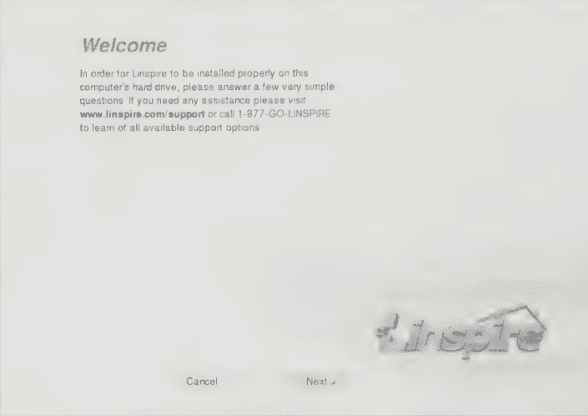 Welcome
In order for Linspire to be installed properly on this
computer's hard drive, please answer a few very simple
questions. If you need any assistance please visit
www.linspire.com/support or call 1-877-GO-LINSPIRE
to learn of all available support options.
Linspire
Cancel
Next